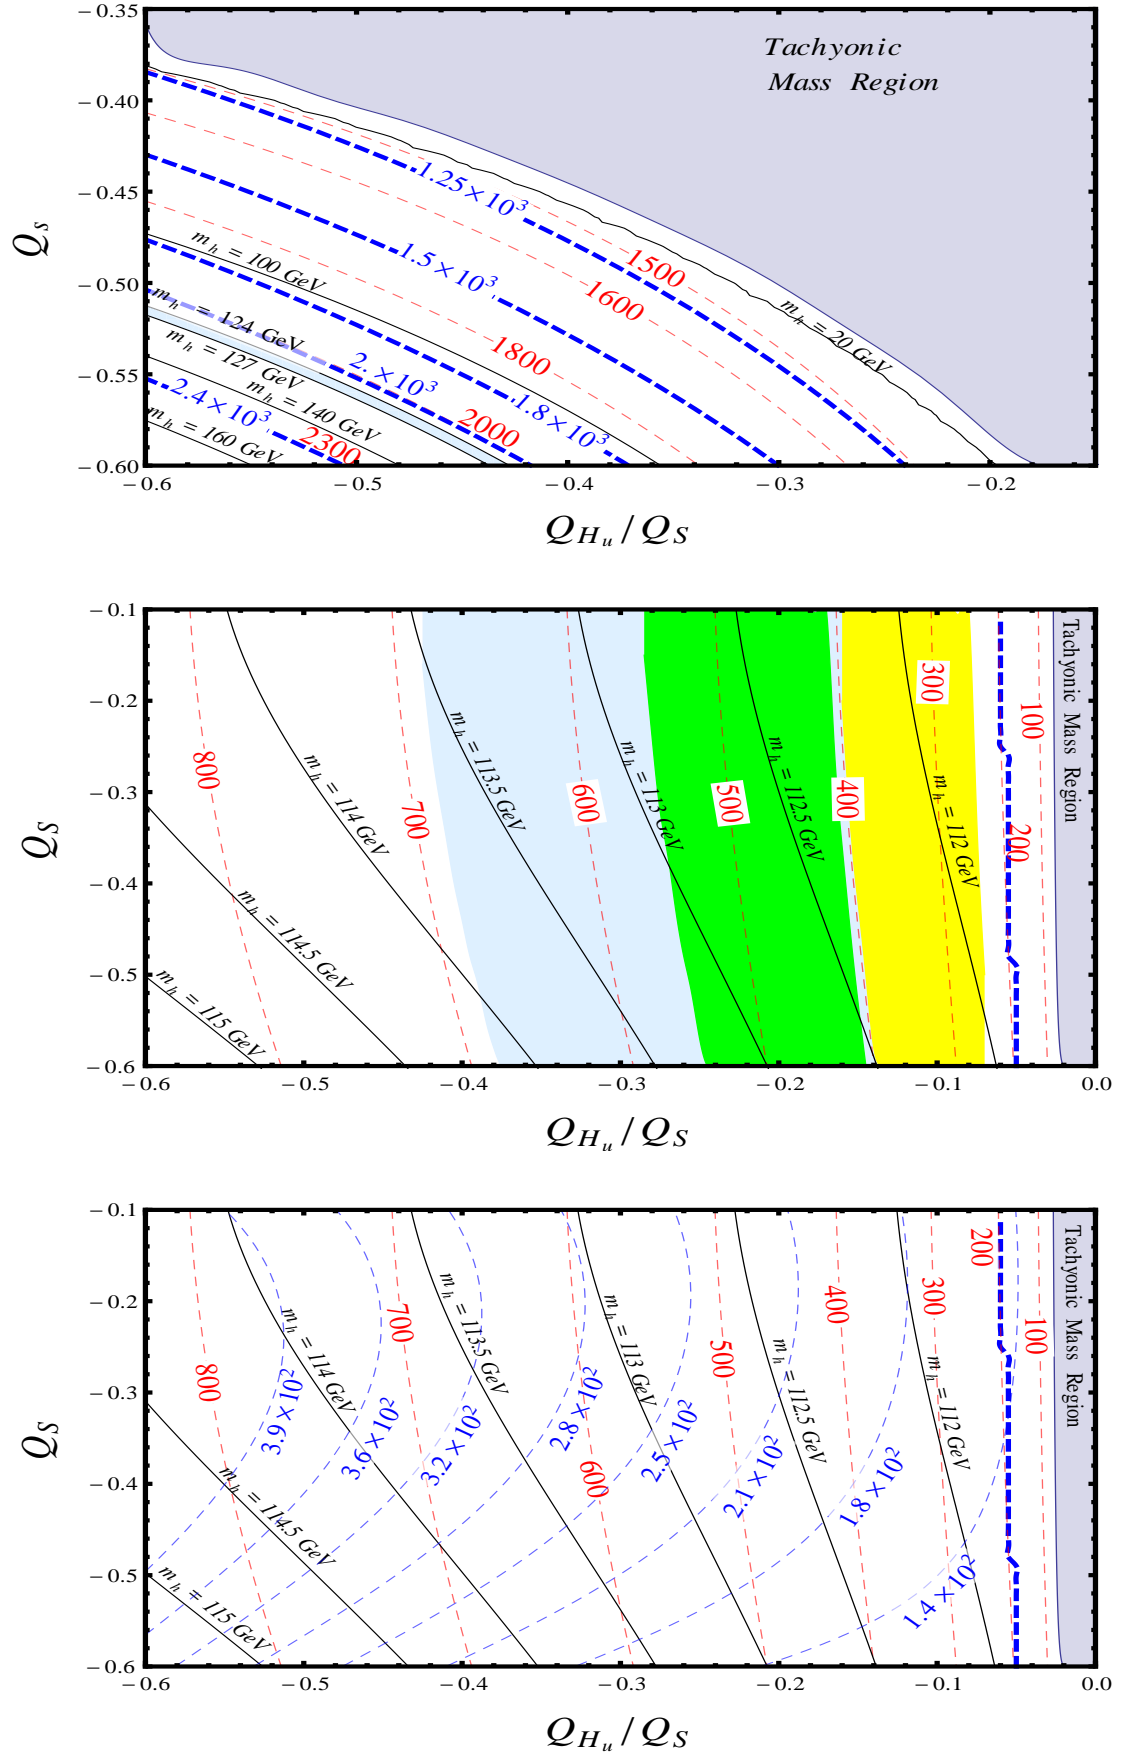 −0.35
−0.40
−0.45
−0.50
−0.55
−0.60
Q_s
Tachyonic
Mass Region
1.25×10³
1.5×10³
1500
1600
m_h = 100 GeV
m_h = 20 GeV
m_h = 124 GeV
1800
m_h = 127 GeV
2.×10³
2.4×10³
m_h = 140 GeV
2000
1.8×10³
m_h = 160 GeV
2300
−0.6
−0.5
−0.4
−0.3
−0.2
Q_{H_u} / Q_S
−0.1
−0.2
−0.3
−0.4
−0.5
−0.6
Q_S
Tachyonic Mass Region
300
100
800
m_h = 114 GeV
m_h = 113.5 GeV
m_h = 113 GeV
m_h = 112.5 GeV
700
600
500
400
m_h = 112 GeV
200
m_h = 114.5 GeV
m_h = 115 GeV
−0.6
−0.5
−0.4
−0.3
−0.2
−0.1
0.0
Q_{H_u} / Q_S
−0.1
−0.2
−0.3
−0.4
−0.5
−0.6
Q_S
Tachyonic Mass Region
200
700
400
300
100
800
m_h = 114 GeV
m_h = 113.5 GeV
m_h = 113 GeV
500
m_h = 112.5 GeV
m_h = 112 GeV
3.9×10²
3.6×10²
3.2×10²
2.8×10²
2.5×10²
2.1×10²
1.8×10²
1.4×10²
600
m_h = 114.5 GeV
m_h = 115 GeV
−0.6
−0.5
−0.4
−0.3
−0.2
−0.1
0.0
Q_{H_u} / Q_S